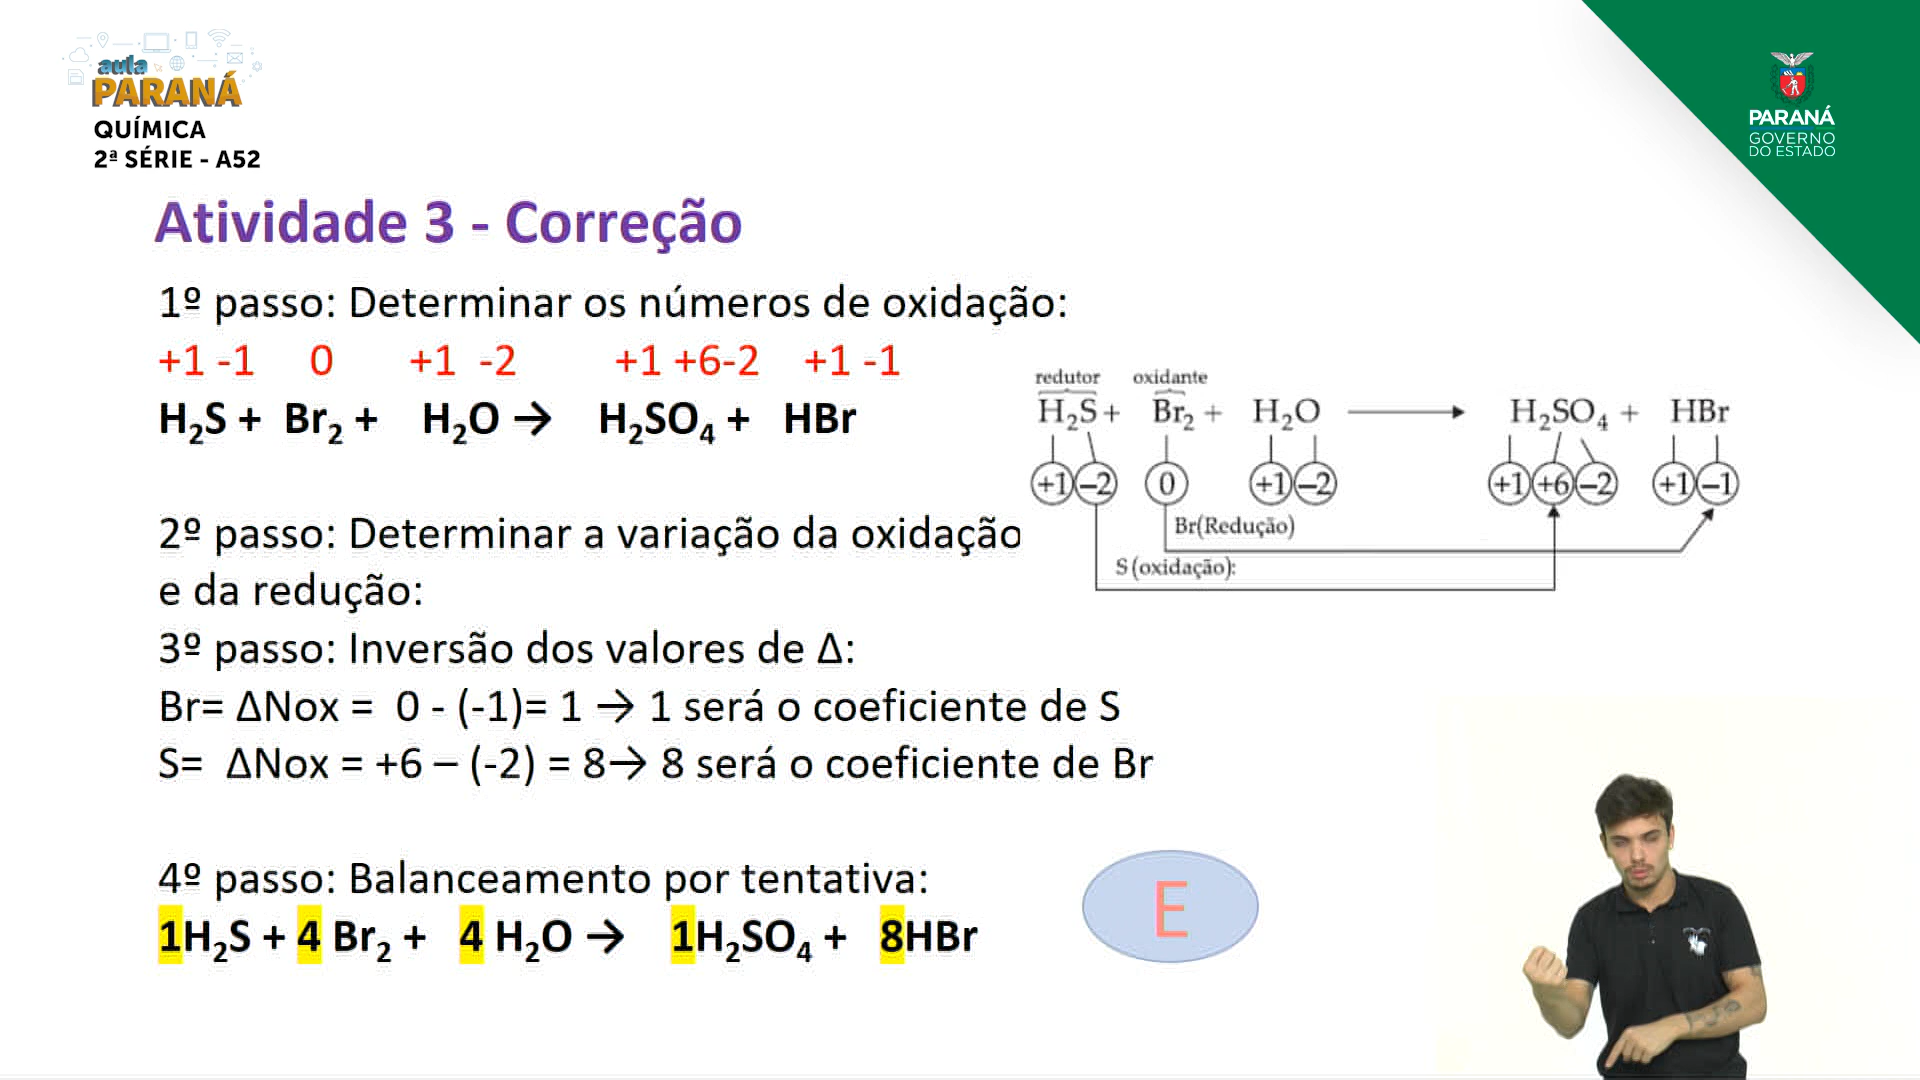 aula
PARANÁ
QUÍMICA
2ª SÉRIE - A52
PARANÁ
GOVERNO
DO ESTADO
Atividade 3 - Correção
1º passo: Determinar os números de oxidação:
+1 -1 0 +1 -2 +1 +6-2 +1 -1
H₂S + Br₂ + H₂O → H₂SO₄ + HBr
redutor oxidante
H₂S + Br₂ + H₂O → H₂SO₄ + HBr
+1 –2 0 +1 –2 +1 +6 –2 +1 –1
Br(Redução)
S (oxidação):
2º passo: Determinar a variação da oxidação
e da redução:
3º passo: Inversão dos valores de Δ:
Br= ΔNox = 0 - (-1)= 1 → 1 será o coeficiente de S
S= ΔNox = +6 – (-2) = 8→ 8 será o coeficiente de Br
4º passo: Balanceamento por tentativa:
1H₂S + 4 Br₂ + 4 H₂O → 1H₂SO₄ + 8HBr
E